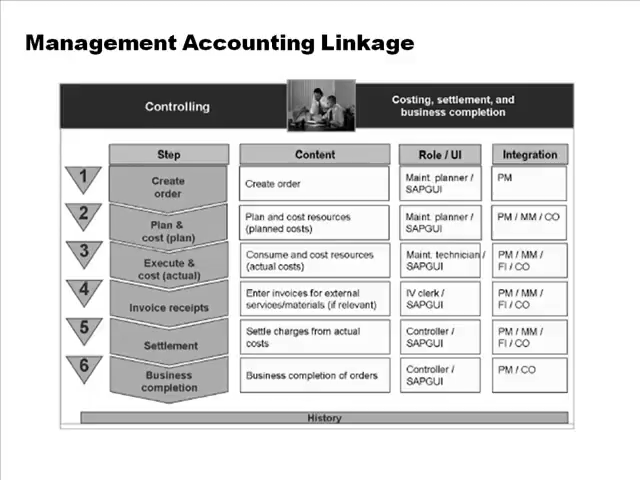 Management Accounting Linkage
Controlling
Costing, settlement, and
business completion
Step
Content
Role / UI
Integration
1
Create
order
Create order
Maint. planner /
SAPGUI
PM
2
Plan &
cost (plan)
Plan and cost resources
(planned costs)
Maint. planner /
SAPGUI
PM / MM / CO
3
Execute &
cost (actual)
Consume and cost resources
(actual costs)
Maint. technician /
SAPGUI
PM / MM /
FI / CO
4
Invoice receipts
Enter invoices for external
services/materials (if relevant)
IV clerk /
SAPGUI
PM / MM /
FI / CO
5
Settlement
Settle charges from actual
costs
Controller /
SAPGUI
PM / MM /
FI / CO
6
Business
completion
Business completion of orders
Controller /
SAPGUI
PM / CO
History